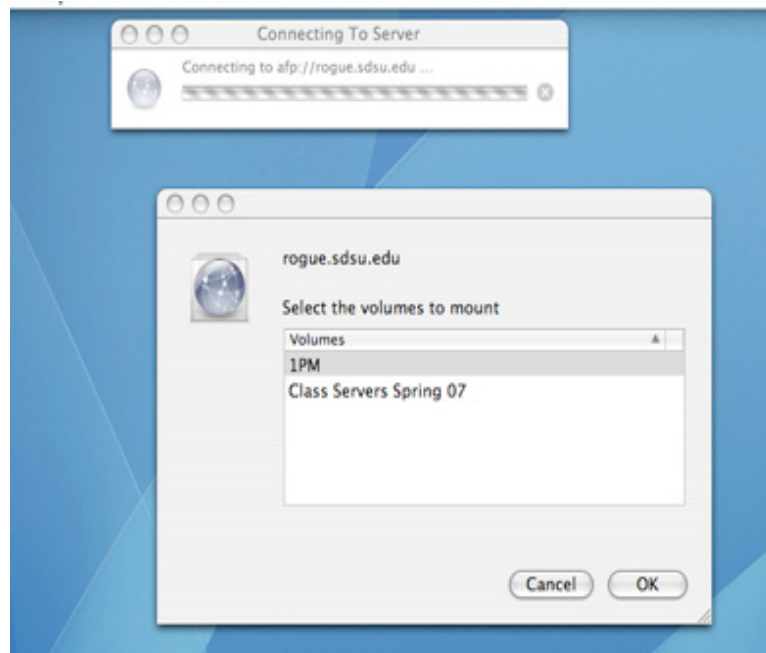 Connecting To Server
Connecting to afp://rogue.sdsu.edu ...
rogue.sdsu.edu
Select the volumes to mount
Volumes
1PM
Class Servers Spring 07
Cancel OK